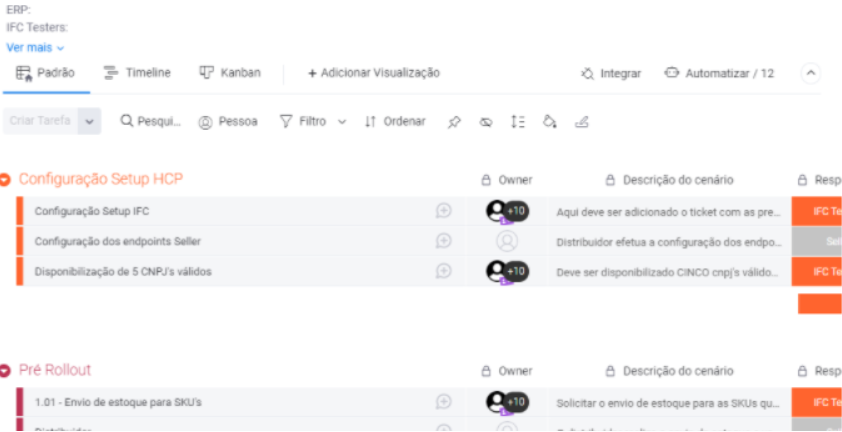 ERP:
IFC Testers:
Ver mais
Padrão Timeline Kanban + Adicionar Visualização Integrar Automatizar / 12
Criar Tarefa Pesqui... Pessoa Filtro Ordenar
Configuração Setup HCP Owner Descrição do cenário Resp
Configuração Setup IFC +10 Aqui deve ser adicionado o ticket com as pre... IFC Te
Configuração dos endpoints Seller Distribuidor efetua a configuração dos endpo... Sell
Disponibilização de 5 CNPJ's válidos +10 Deve ser disponibilizado CINCO cnpj's válido... IFC Te
Pré Rollout Owner Descrição do cenário Resp
1.01 - Envio de estoque para SKU's +10 Solicitar o envio de estoque para as SKUs qu... IFC Te